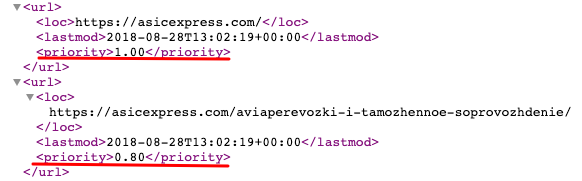 <url>
<loc>https://asicexpress.com/</loc>
<lastmod>2018-08-28T13:02:19+00:00</lastmod>
<priority>1.00</priority>
</url>
<url>
<loc>
https://asicexpress.com/aviaperevozki-i-tamozhennoe-soprovozhdenie/
</loc>
<lastmod>2018-08-28T13:02:19+00:00</lastmod>
<priority>0.80</priority>
</url>